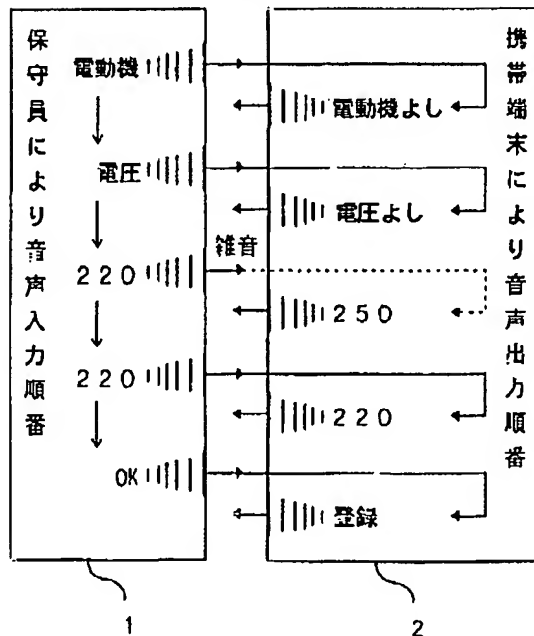 保守員により音声入力順番
電動機
電圧
220
220
OK
雑音
携帯端末により音声出力順番
電動機よし
電圧よし
250
220
登録
1
2